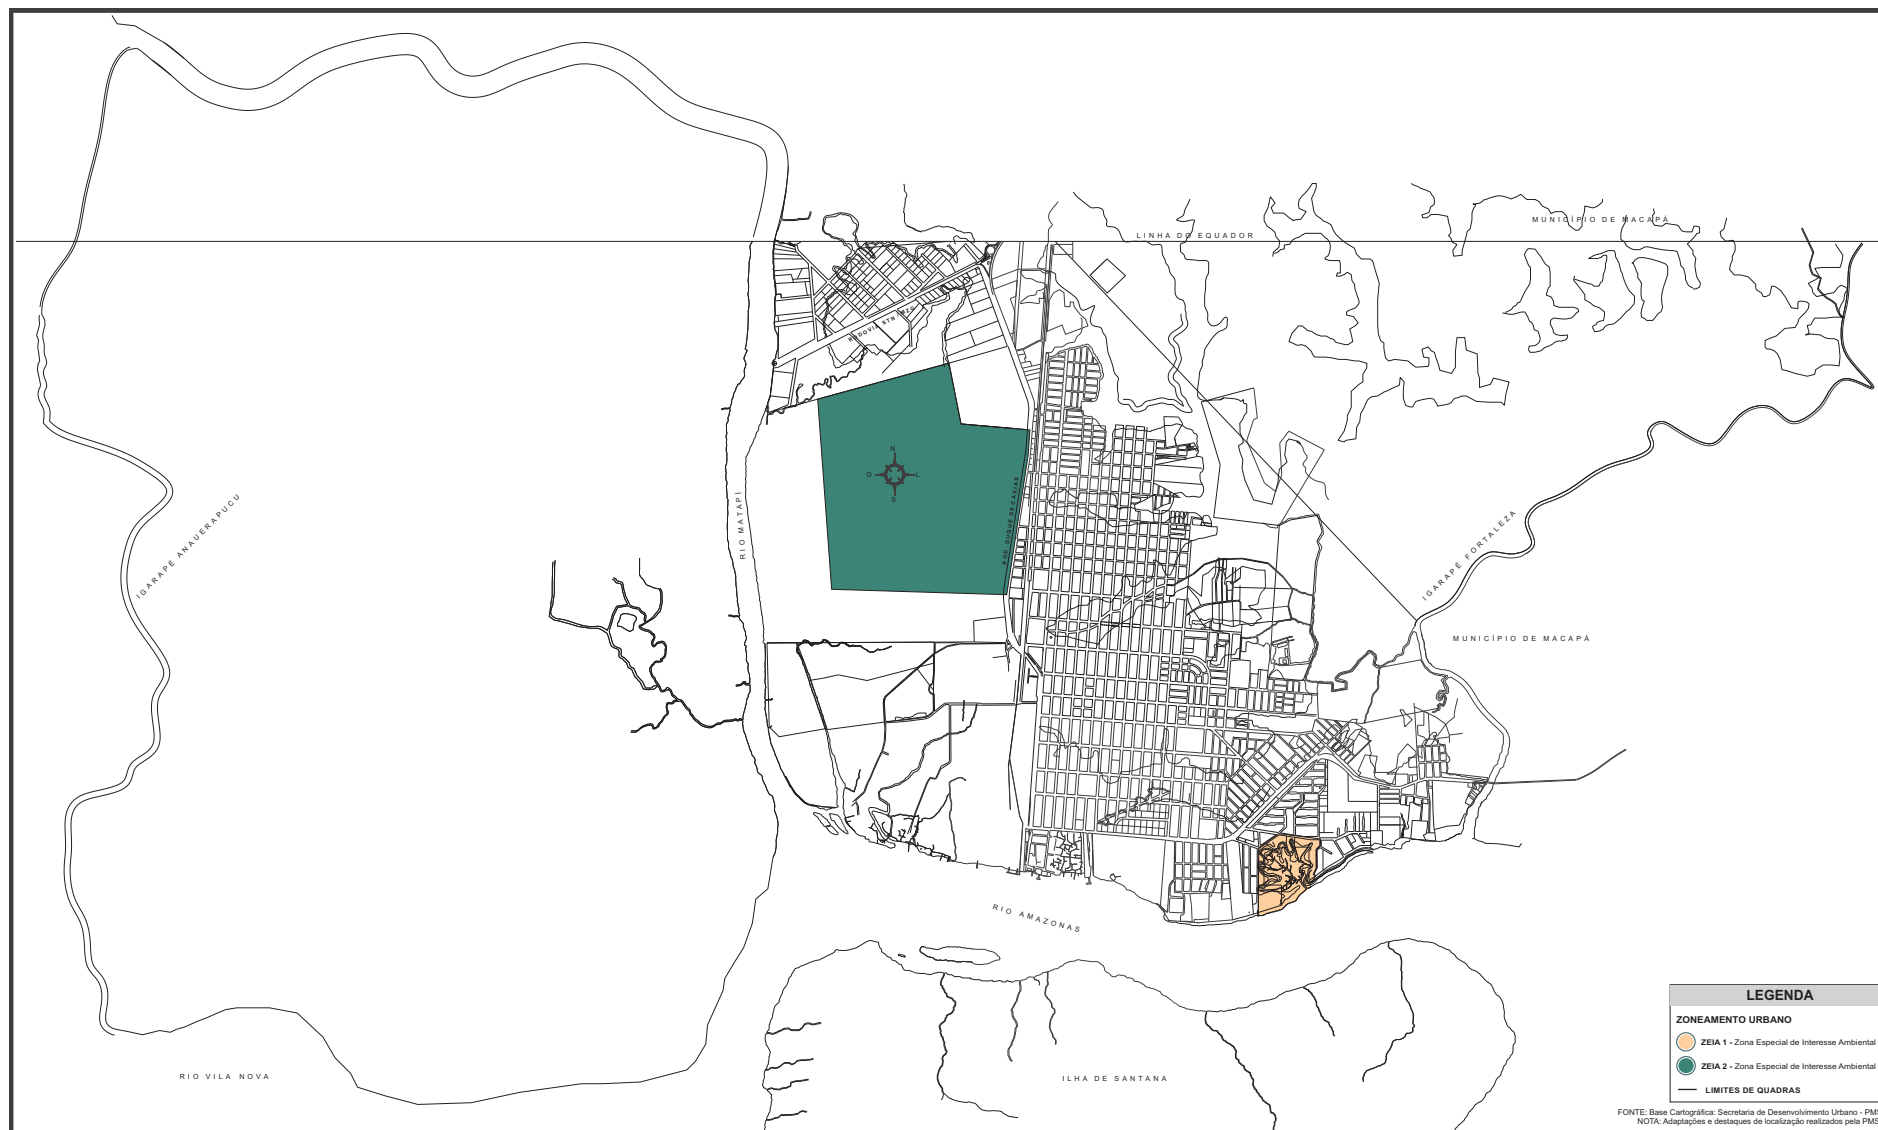 MUNICÍPIO DE MACAPÁ
LINHA DO EQUADOR
N
O
L
S
ROD. DUQUE DE CAXIAS
RIO MATAPÍ
IGARAPÉ ANAUERAPUCU
IGARAPÉ FORTALEZA
MUNICÍPIO DE MACAPÁ
RIO AMAZONAS
RIO VILA NOVA
ILHA DE SANTANA
LEGENDA
ZONEAMENTO URBANO
ZEIA 1 - Zona Especial de Interesse Ambiental
ZEIA 2 - Zona Especial de Interesse Ambiental
LIMITES DE QUADRAS
FONTE: Base Cartográfica: Secretaria de Desenvolvimento Urbano -
NOTA: Adaptações e destaques de localização realizados pela